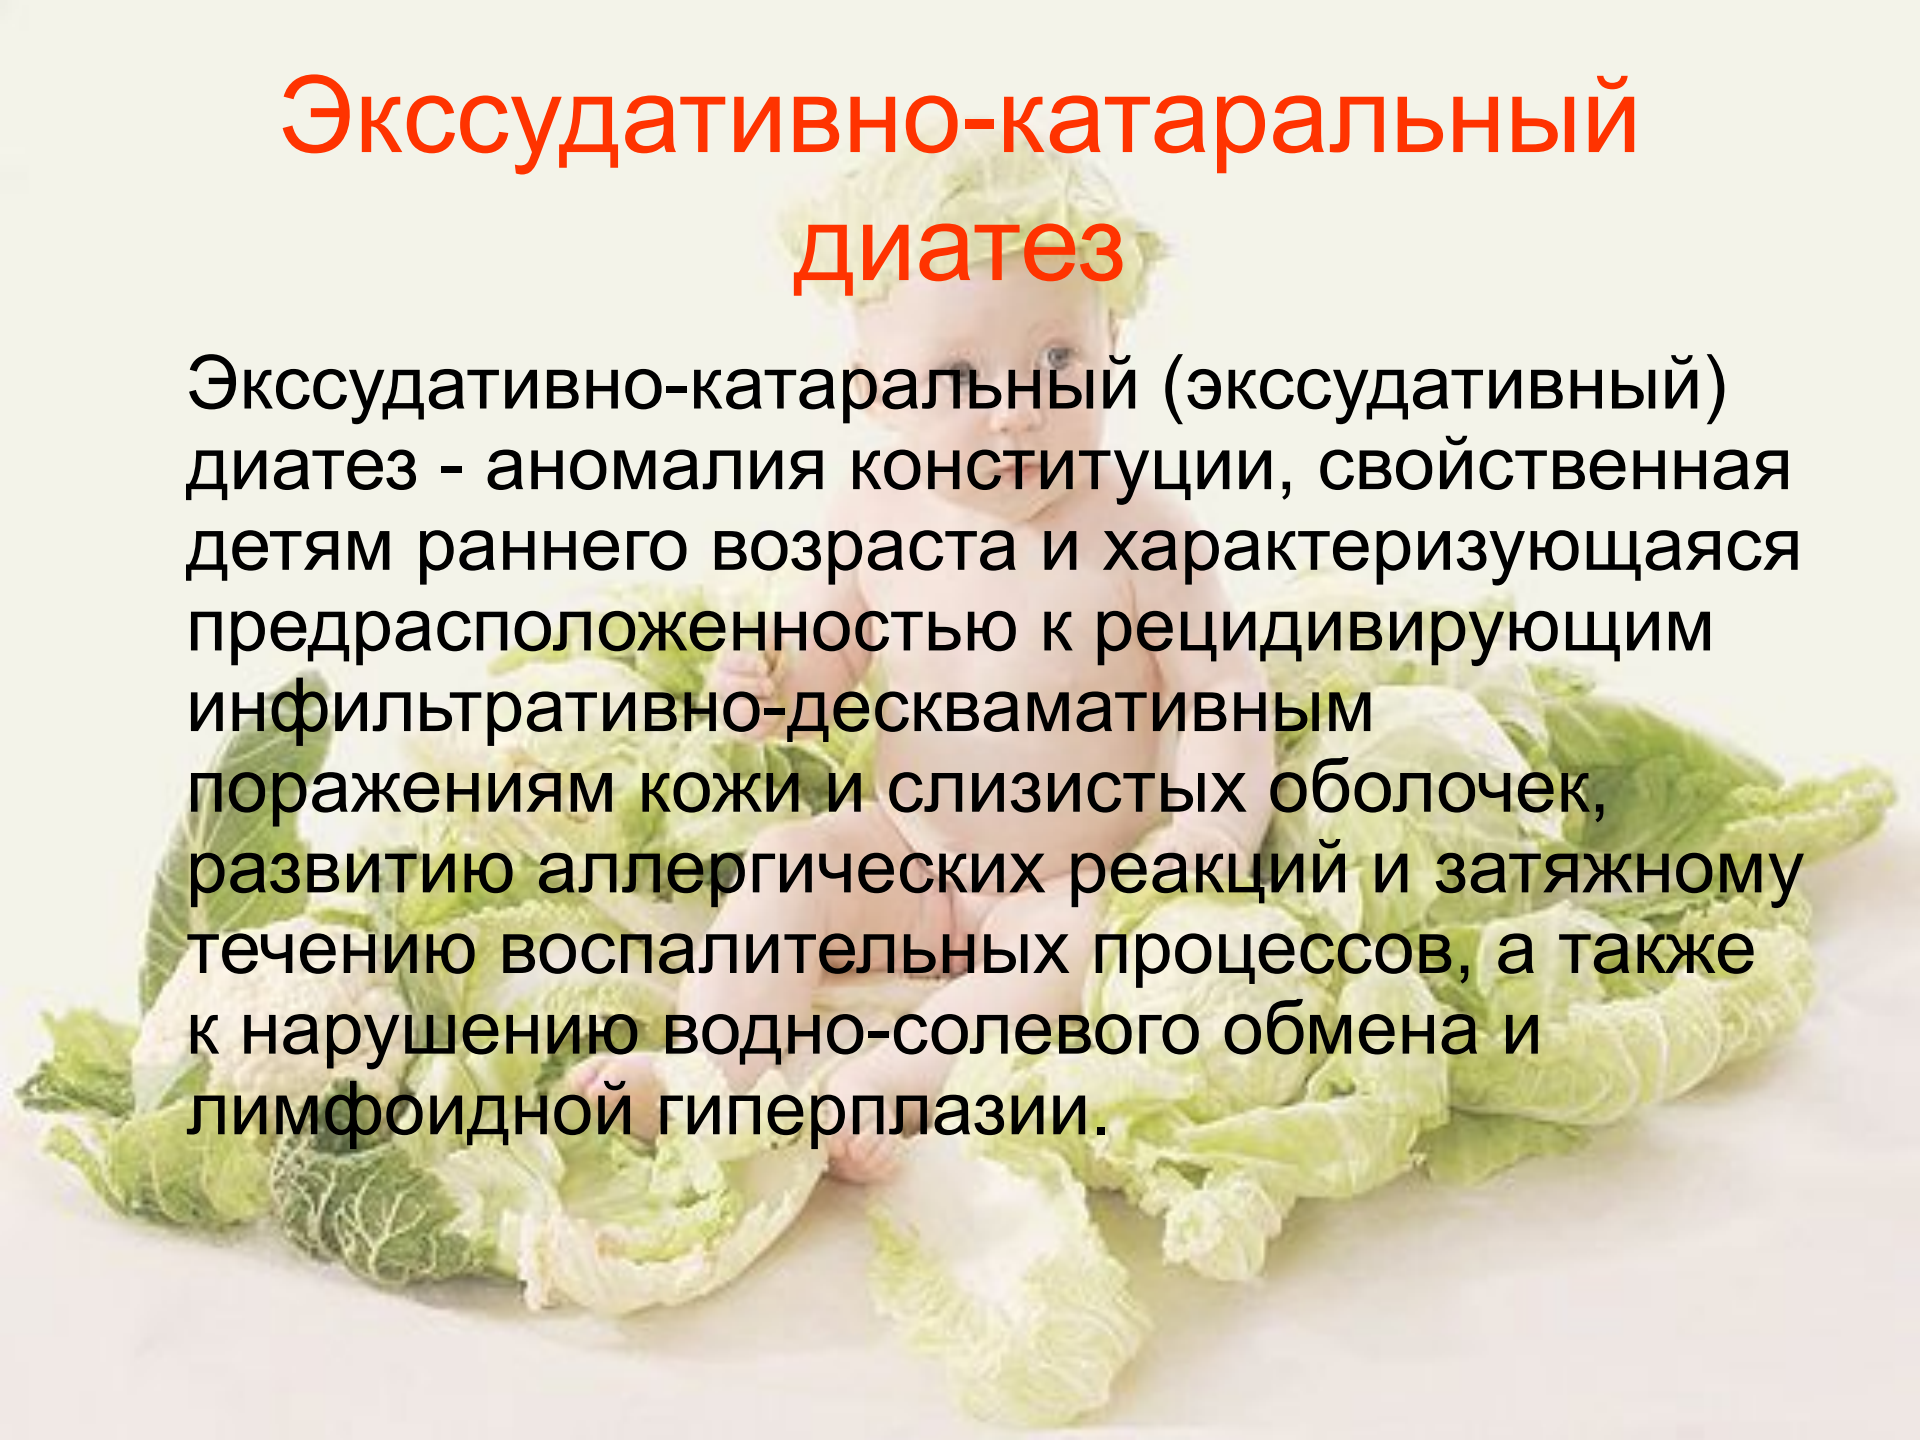 Экссудативно-катаральный
диатез
Экссудативно-катаральный (экссудативный)
диатез - аномалия конституции, свойственная
детям раннего возраста и характеризующаяся
предрасположенностью к рецидивирующим
инфильтративно-десквамативным
поражениям кожи и слизистых оболочек,
развитию аллергических реакций и затяжному
течению воспалительных процессов, а также
к нарушению водно-солевого обмена и
лимфоидной гиперплазии.